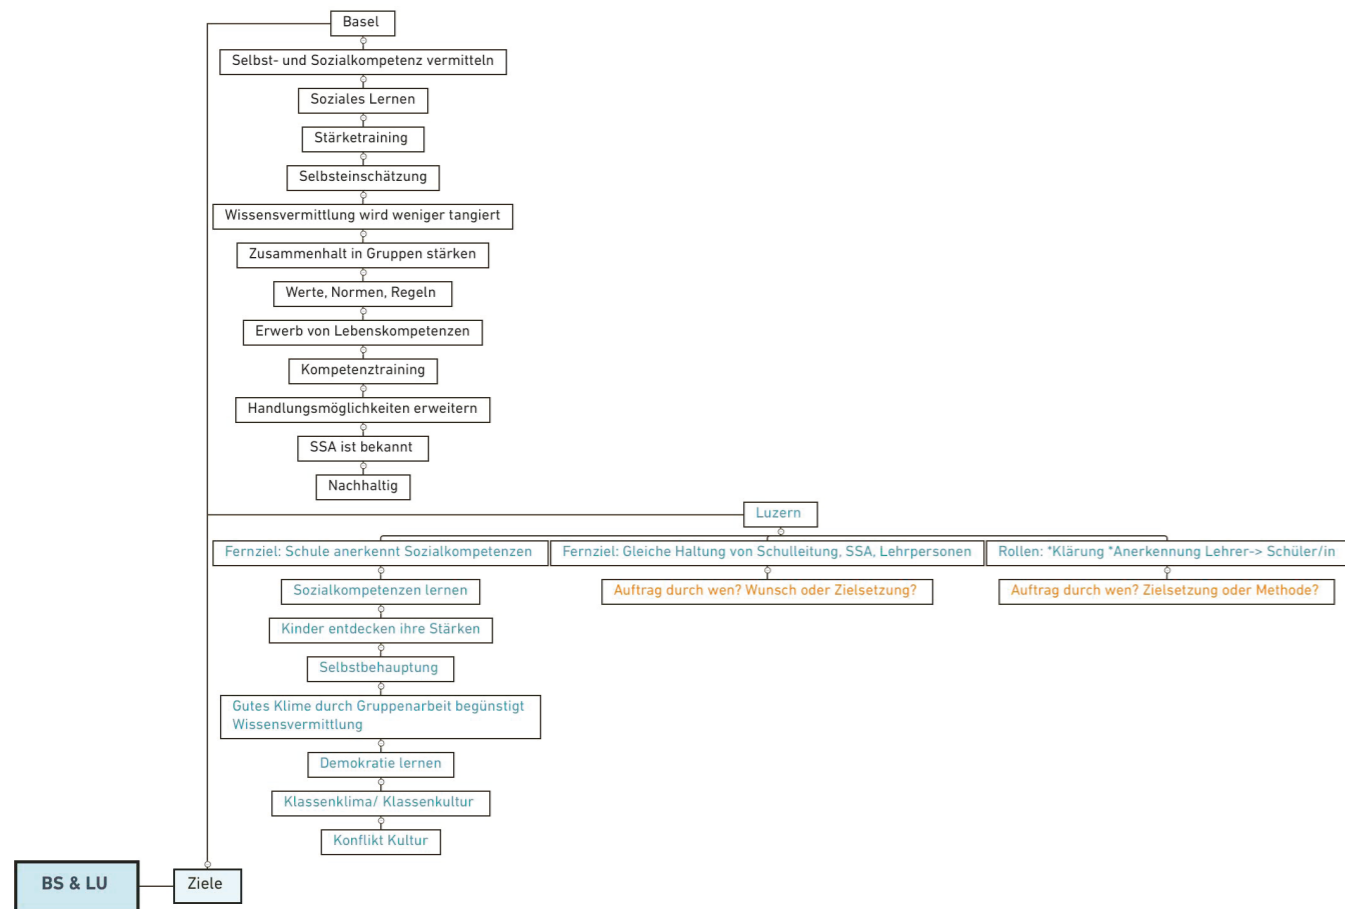 Basel
Selbst- und Sozialkompetenz vermitteln
Soziales Lernen
Stärketraining
Selbsteinschätzung
Wissensvermittlung wird weniger tangiert
Zusammenhalt in Gruppen stärken
Werte, Normen, Regeln
Erwerb von Lebenskompetenzen
Kompetenztraining
Handlungsmöglichkeiten erweitern
SSA ist bekannt
Nachhaltig
Luzern
Fernziel: Schule anerkennt Sozialkompetenzen
Fernziel: Gleiche Haltung von Schulleitung, SSA, Lehrpersonen
Rollen: *Klärung *Anerkennung Lehrer-> Schüler/in
Sozialkompetenzen lernen
Auftrag durch wen? Wunsch oder Zielsetzung?
Auftrag durch wen? Zielsetzung oder Methode?
Kinder entdecken ihre Stärken
Selbstbehauptung
Gutes Klime durch Gruppenarbeit begünstigt
Wissensvermittlung
Demokratie lernen
Klassenklima/ Klassenkultur
Konflikt Kultur
BS & LU
Ziele